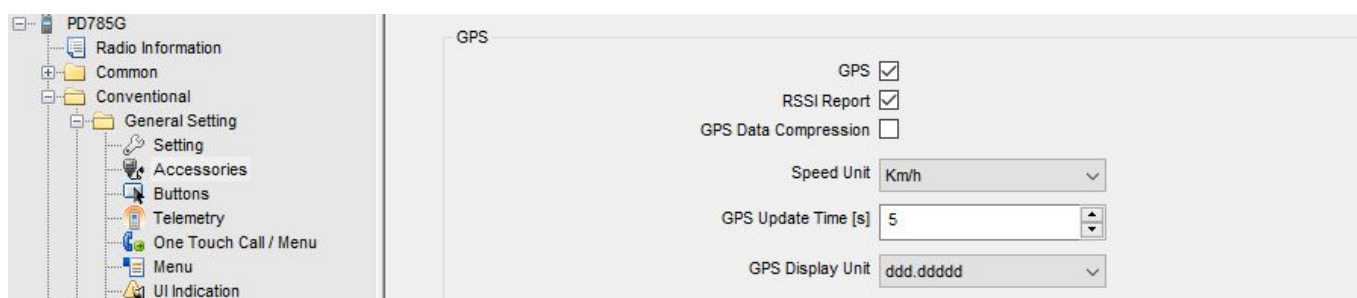 PD785G
Radio Information
Common
Conventional
General Setting
Setting
Accessories
Buttons
Telemetry
One Touch Call / Menu
Menu
UI Indication
GPS
GPS
RSSI Report
GPS Data Compression
Speed Unit Km/h
GPS Update Time [s] 5
GPS Display Unit ddd.ddddd